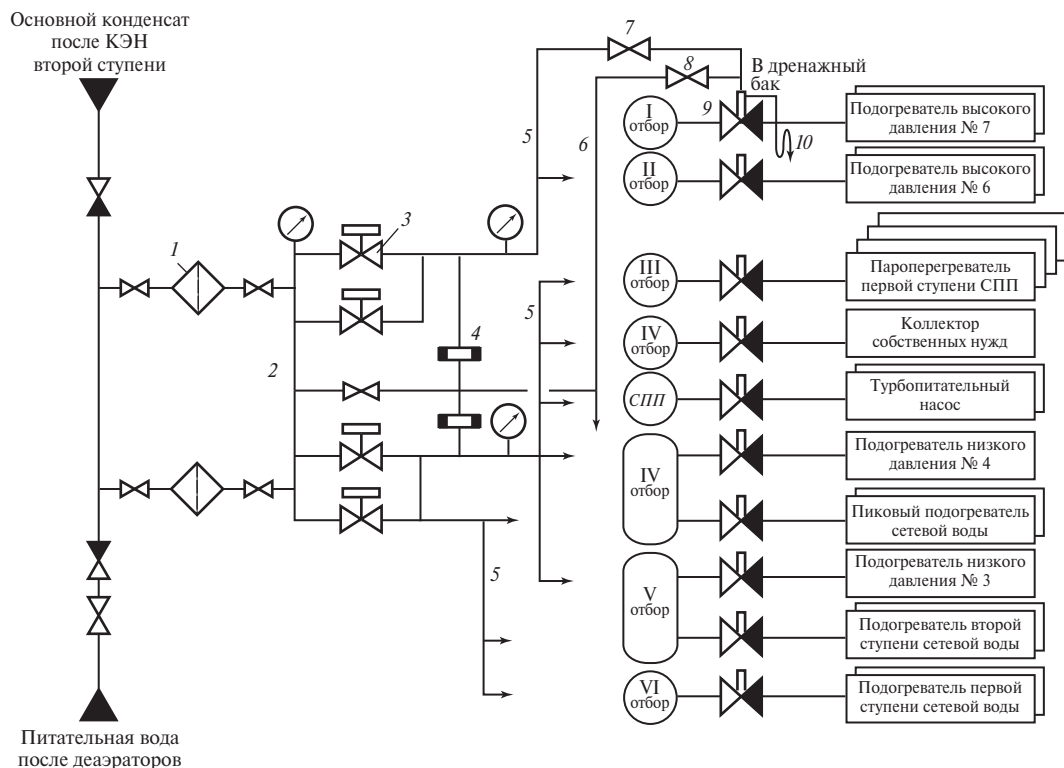 Основной конденсат
после КЭН
второй ступени
7
8
В дренажный
бак
I
отбор
9
Подогреватель высокого
давления № 7
5
6
10
II
отбор
Подогреватель высокого
давления № 6
3
1
III
отбор
Пароперегреватель
первой ступени СПП
5
4
IV
отбор
Коллектор
собственных нужд
2
СПП
Турбопитательный
насос
IV
отбор
Подогреватель низкого
давления № 4
Пиковый подогреватель
сетевой воды
5
V
отбор
Подогреватель низкого
давления № 3
Подогреватель второй
ступени сетевой воды
VI
отбор
Подогреватель первой
ступени сетевой воды
Питательная вода
после деаэраторов